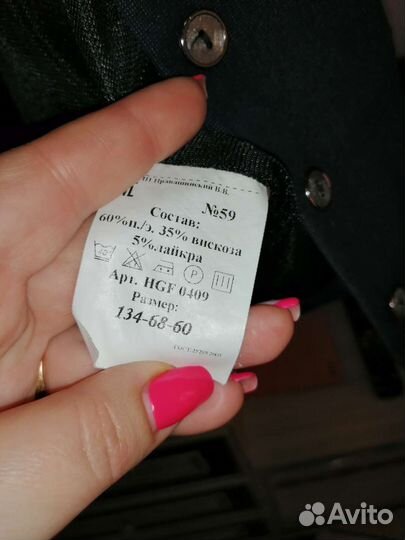 №59
Состав:
60%п./э. 35% вискоза
5%лайкра
P
Арт. HGF 0409
Размер:
134-68-60
Avito